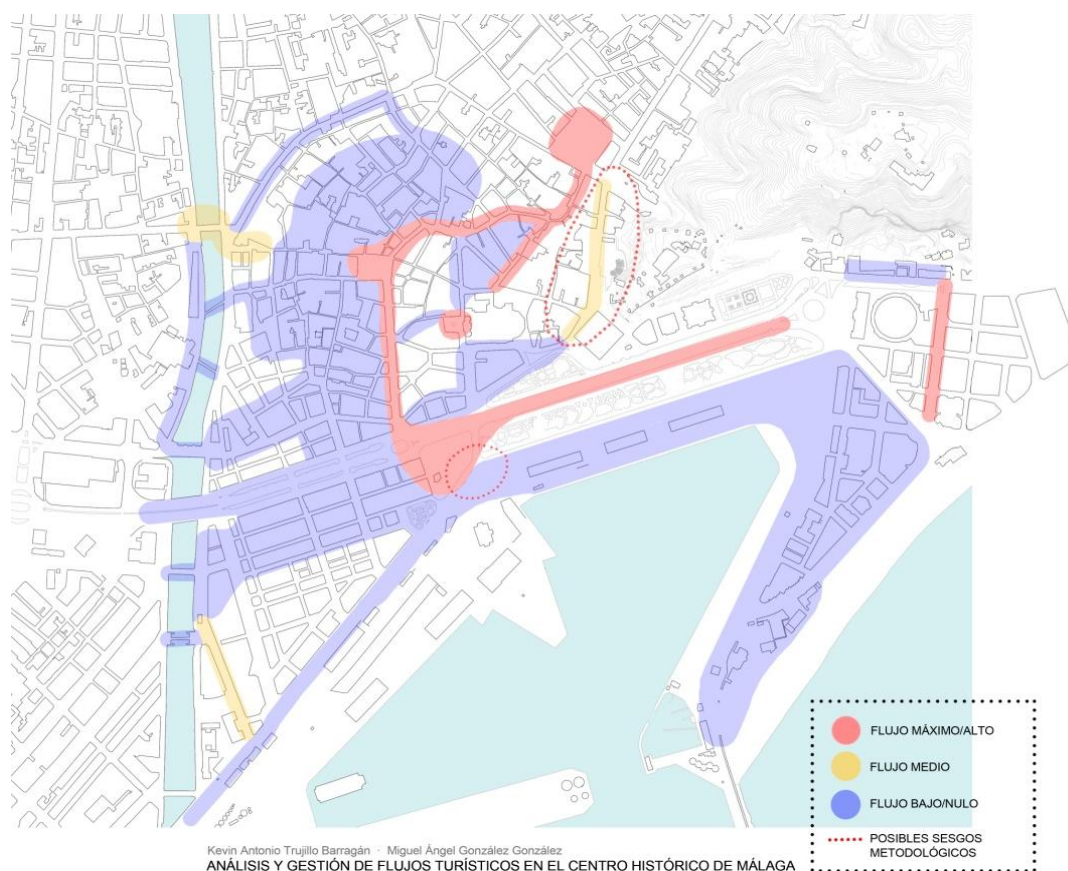 FLUJO MÁXIMO/ALTO
FLUJO MEDIO
FLUJO BAJO/NULO
POSIBLES SESGOS
METODOLÓGICOS
Kevin Antonio Trujillo Barragán · Miguel Ángel González González
ANÁLISIS Y GESTIÓN DE FLUJOS TURÍSTICOS EN EL CENTRO HISTÓRICO DE MÁLAGA